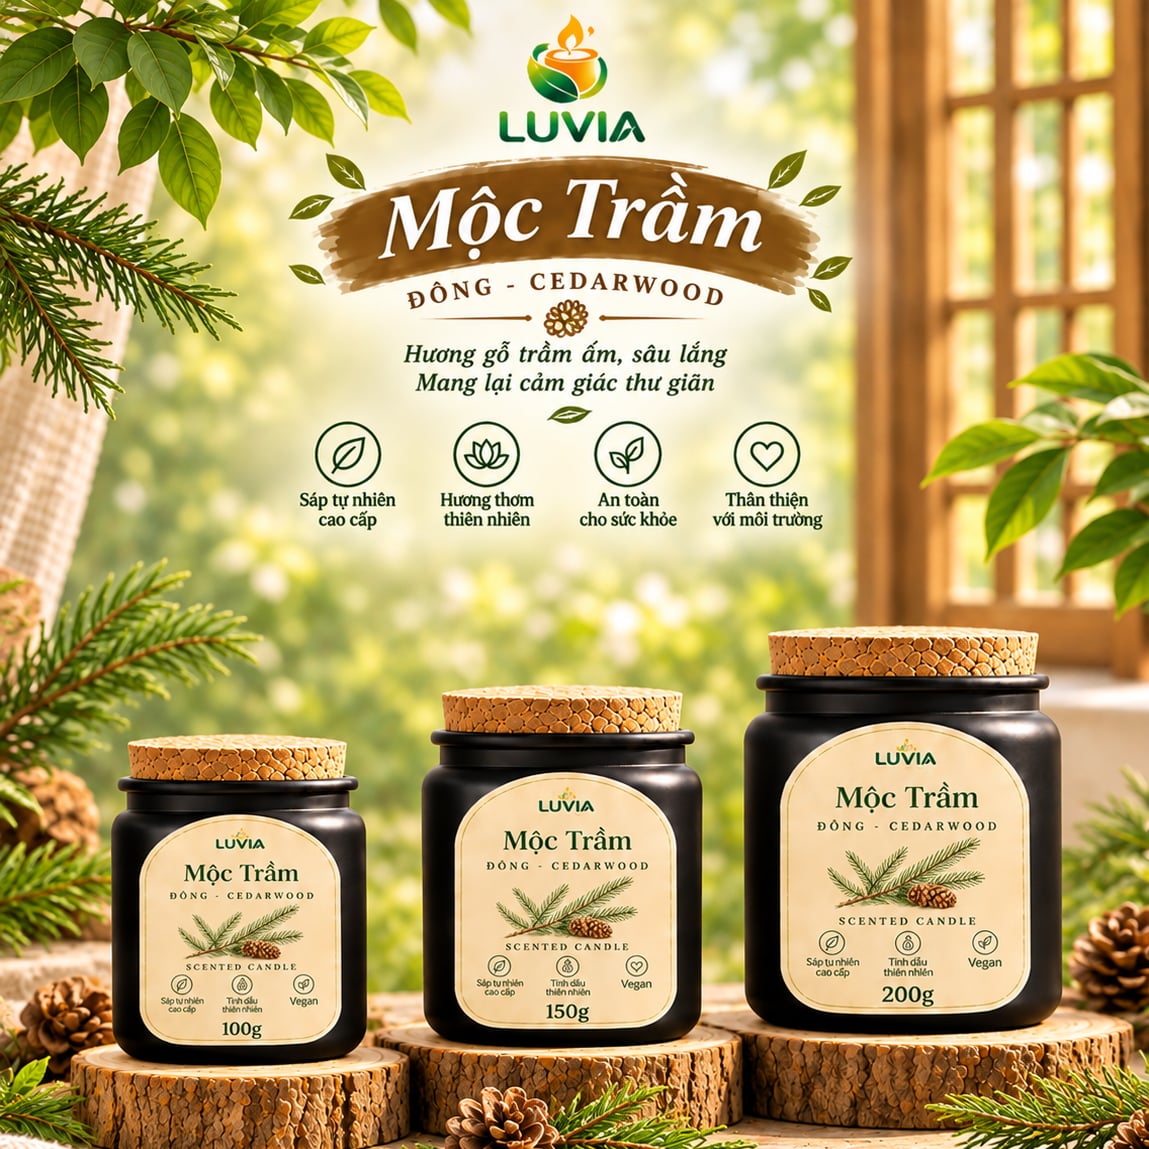 LUVIA
Mộc Trầm
ĐÔNG - CEDARWOOD
Hương gỗ trầm ấm, sâu lắng
Mang lại cảm giác thư giãn
Sáp tự nhiên
cao cấp
Hương thơm
thiên nhiên
An toàn
cho sức khỏe
Thân thiện
với môi trường
LUVIA
Mộc Trầm
ĐÔNG - CEDARWOOD
SCENTED CANDLE
Sáp tự nhiên
cao cấp
Tinh dầu
thiên nhiên
Vegan
100g
LUVIA
Mộc Trầm
ĐÔNG - CEDARWOOD
SCENTED CANDLE
Sáp tự nhiên
cao cấp
Tinh dầu
thiên nhiên
Vegan
150g
LUVIA
Mộc Trầm
ĐÔNG - CEDARWOOD
SCENTED CANDLE
Sáp tự nhiên
cao cấp
Tinh dầu
thiên nhiên
Vegan
200g